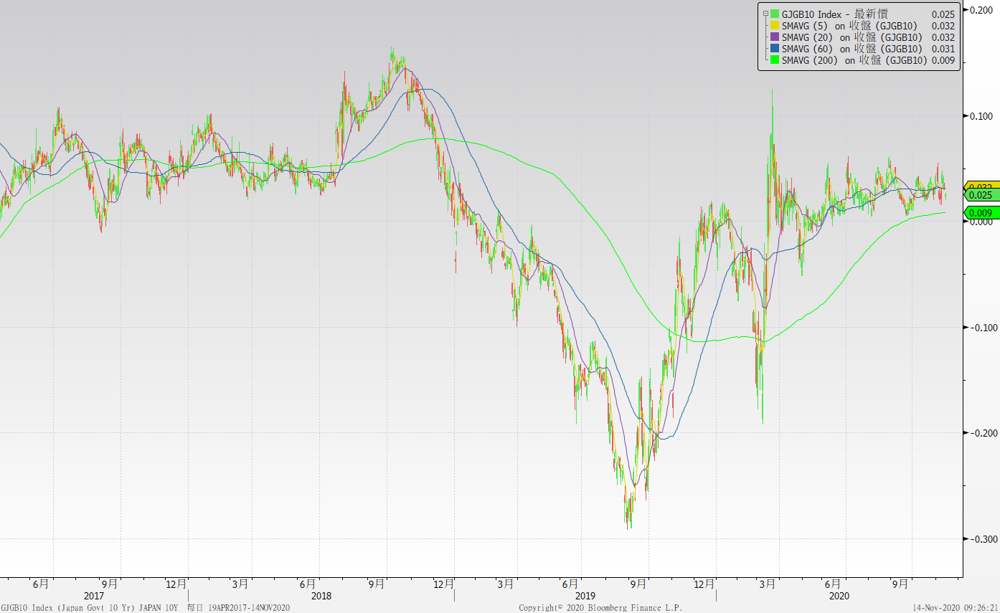 GJGB10 Index - 最新價 0.025
SMAVG (5) on 收盤 (GJGB10) 0.032
SMAVG (20) on 收盤 (GJGB10) 0.032
SMAVG (60) on 收盤 (GJGB10) 0.031
SMAVG (200) on 收盤 (GJGB10) 0.009
0.200
0.100
0.032
0.025
0.009
0.000
-0.100
-0.200
-0.300
6月 9月 12月 3月 6月 9月 12月 3月 6月 9月 12月 3月 6月 9月
2017 2018 2019 2020
GJGB10 Index (Japan Govt 10 Yr) JAPAN 10Y 每日 19APR2017-14NOV2020 Copyright© 2020 Bloomberg Finance L.P. 14-Nov-2020 09:26:21